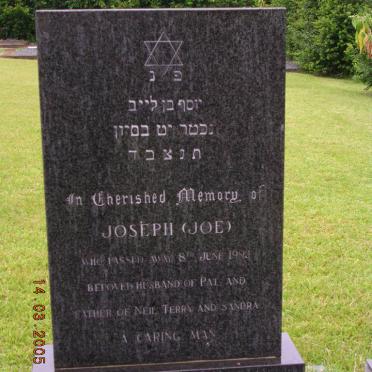 פ נ
יוסף בן לייב
נפטר יט בסיון
ת נ צ ב ה
In Cherished Memory of
JOSEPH (JOE)
WHO PASSED AWAY 8TH JUNE 1993
BELOVED HUSBAND OF PAT, AND
FATHER OF NEIL, TERRY AND SANDRA
A CARING MAN
14 03 2005